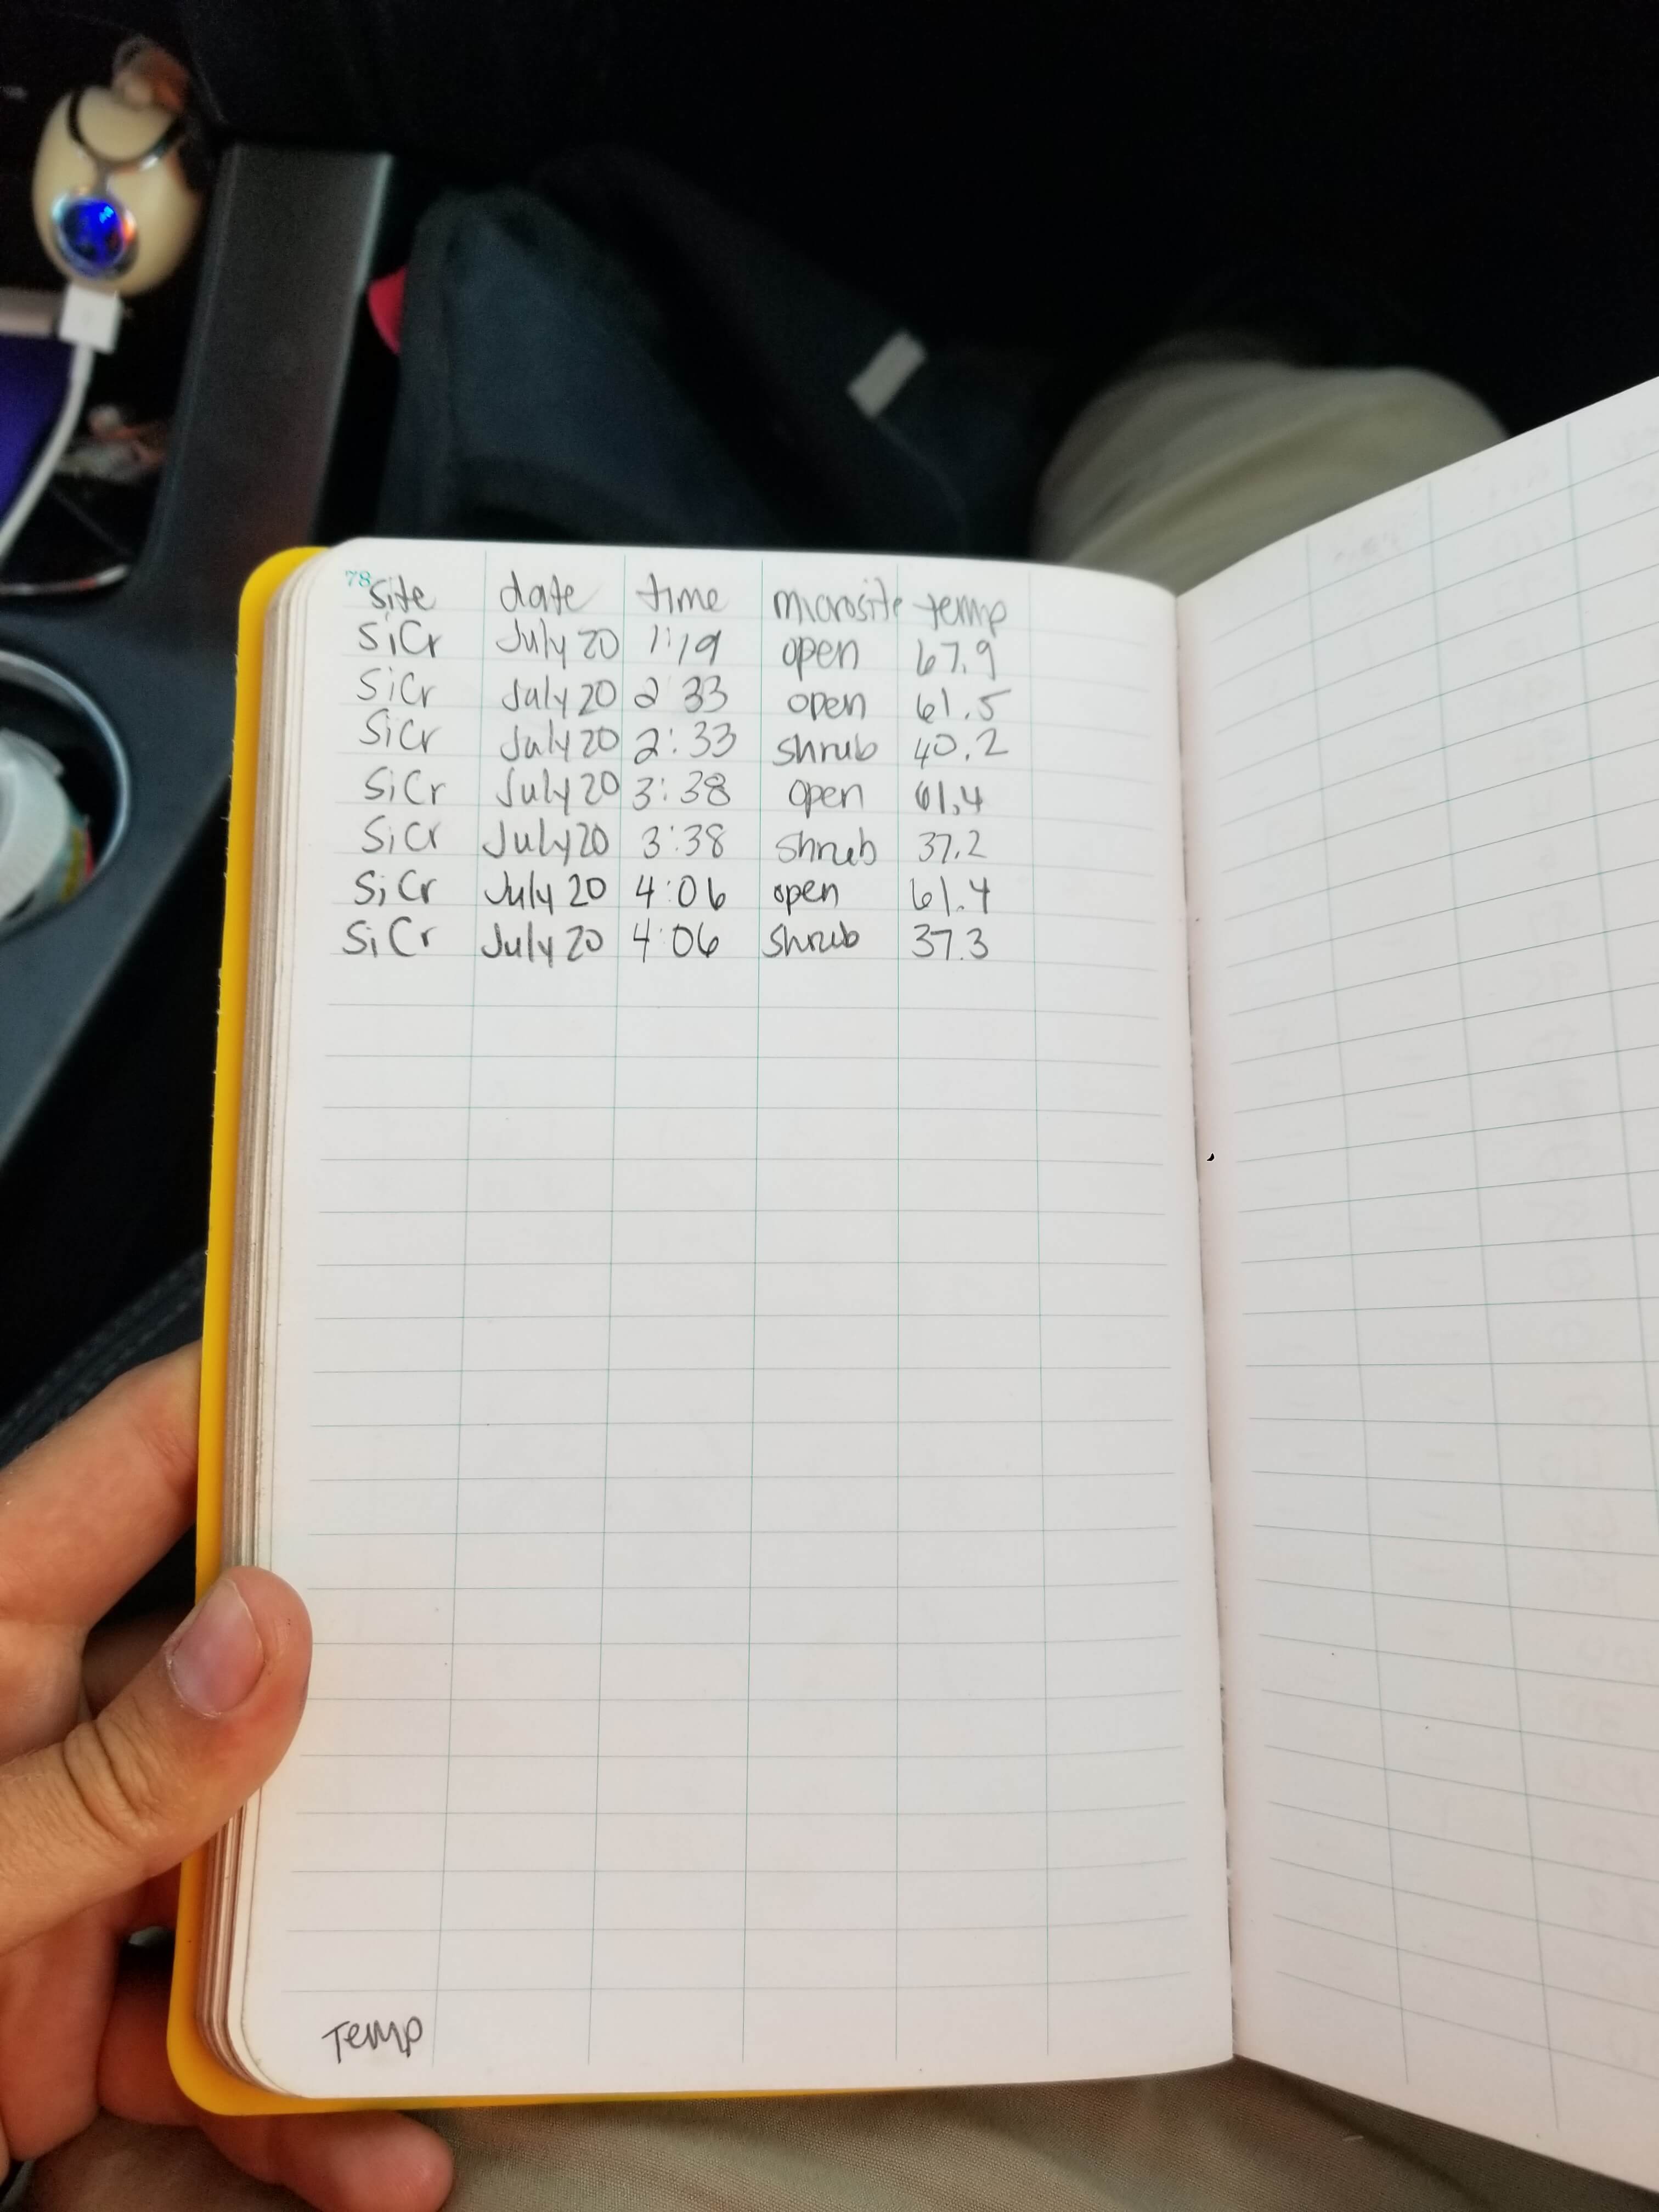 78
Site date time microsite temp
SiCr July 20 1:19 open 67.9
SiCr July 20 2 33 open 61.5
SiCr July 20 2:33 shrub 40.2
SiCr July 20 3:38 open 61.4
SiCr July 20 3:38 shrub 37.2
SiCr July 20 4:06 open 61.4
SiCr July 20 4:06 shrub 37.3
Temp